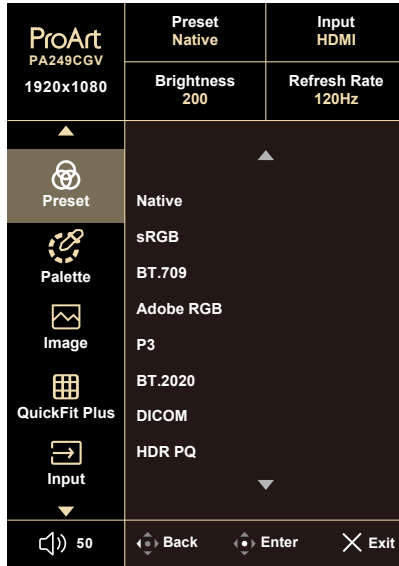 ProArt
PA249CGV
1920x1080
Preset
Native
Input
HDMI
Brightness
200
Refresh Rate
120Hz
Preset
Palette
Image
QuickFit Plus
Input
Native
sRGB
BT.709
Adobe RGB
P3
BT.2020
DICOM
HDR PQ
50
Back
Enter
Exit